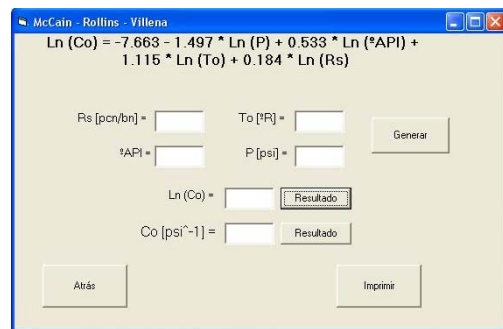 McCain - Rollins - Villena
Ln (Co) = -7.663 - 1.497 * Ln (P) + 0.533 * Ln (ºAPI) +
1.115 * Ln (To) + 0.184 * Ln (Rs)
Rs [pcn/bn] = To [ºR] =
Generar
ºAPI = P [psi] =
Ln (Co) = Resultado
Co [psi^-1] = Resultado
Atrás Imprimir